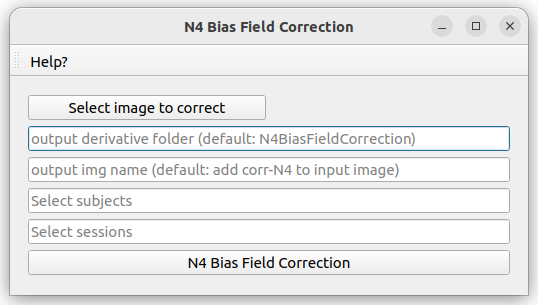 N4 Bias Field Correction
Help?
Select image to correct
output derivative folder (default: N4BiasFieldCorrection)
output img name (default: add corr-N4 to input image)
Select subjects
Select sessions
N4 Bias Field Correction